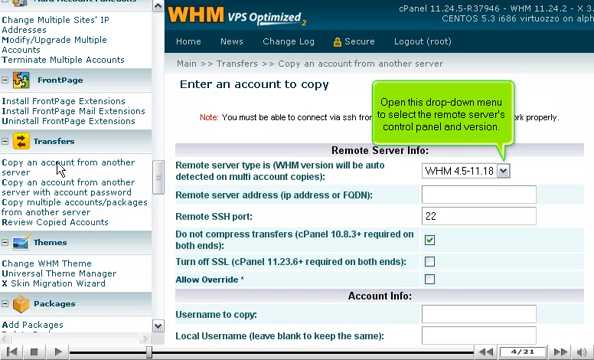 Multi Account Functions
Change Multiple Sites' IP
Addresses
Modify/Upgrade Multiple
Accounts
Terminate Multiple Accounts
FrontPage
Install FrontPage Extensions
Install FrontPage Mail Extensions
Uninstall FrontPage Extensions
Transfers
Copy an account from another
server
Copy an account from another
server with account password
Copy multiple accounts/packages
from another server
Review Copied Accounts
Themes
Change WHM Theme
Universal Theme Manager
X Skin Migration Wizard
Packages
Add Packages
WHM VPS Optimized 2
cPanel 11.24.5-R37946 - WHM 11.24.2 - X 3.
CENTOS 5.3 i686 virtuozzo on alph
Home News Change Log Secure Logout (root)
Main >> Transfers >> Copy an account from another server
Enter an account to copy
Note: You must be able to connect via ssh from
rk properly.
Open this drop-down menu
to select the remote server's
control panel and version.
Remote Server Info:
Remote server type is (WHM version will be auto
detected on multi account copies):
WHM 4.5-11.18
Remote server address (ip address or FQDN):
Remote SSH port:
22
Do not compress transfers (cPanel 10.8.3+ required on
both ends):
Turn off SSL (cPanel 11.23.6+ required on both ends):
Allow Override *
Account Info:
Username to copy:
Local Username (leave blank to keep the same):
4/21